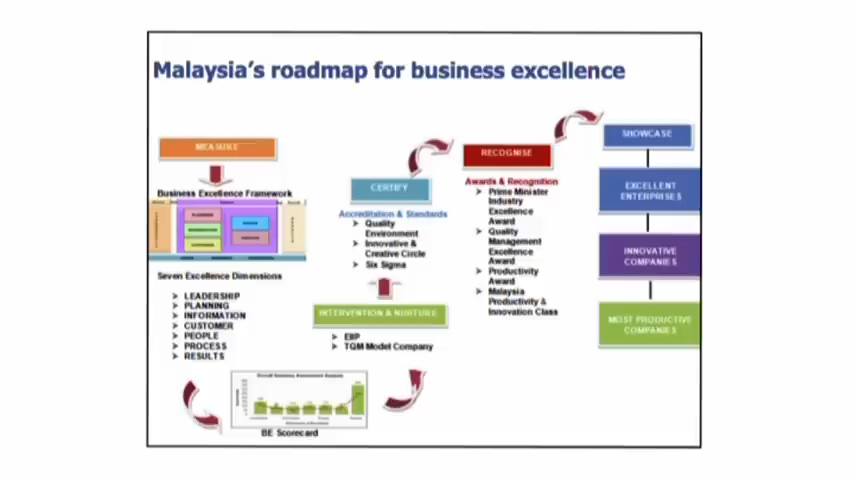 Malaysia's roadmap for business excellence
MEASURE
Business Excellence Framework
Seven Excellence Dimensions
➤ LEADERSHIP
➤ PLANNING
➤ INFORMATION
➤ CUSTOMER
➤ PEOPLE
➤ PROCESS
➤ RESULTS
BE Scorecard
INTERVENTION & NURTURE
➤ EIIP
➤ TQM Model Company
CERTIFY
Accreditation & Standards
➤ Quality
Environment
➤ Innovative &
Creative Circle
➤ Six Sigma
RECOGNISE
Awards & Recognition
➤ Prime Minister
Industry
Excellence
Award
➤ Quality
Management
Excellence
Award
➤ Productivity
Award
➤ Malaysia
Productivity &
Innovation Class
SHOWCASE
EXCELLENT
ENTERPRISES
INNOVATIVE
COMPANIES
MOST PRODUCTIVE
COMPANIES